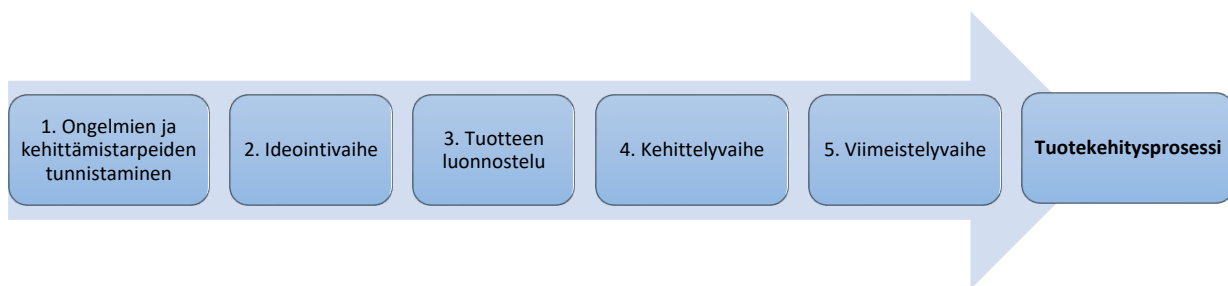 1. Ongelmien ja
kehittämistarpeiden
tunnistaminen
2. Ideointivaihe
3. Tuotteen
luonnostelu
4. Kehittelyvaihe
5. Viimeistelyvaihe
Tuotekehitysprosessi